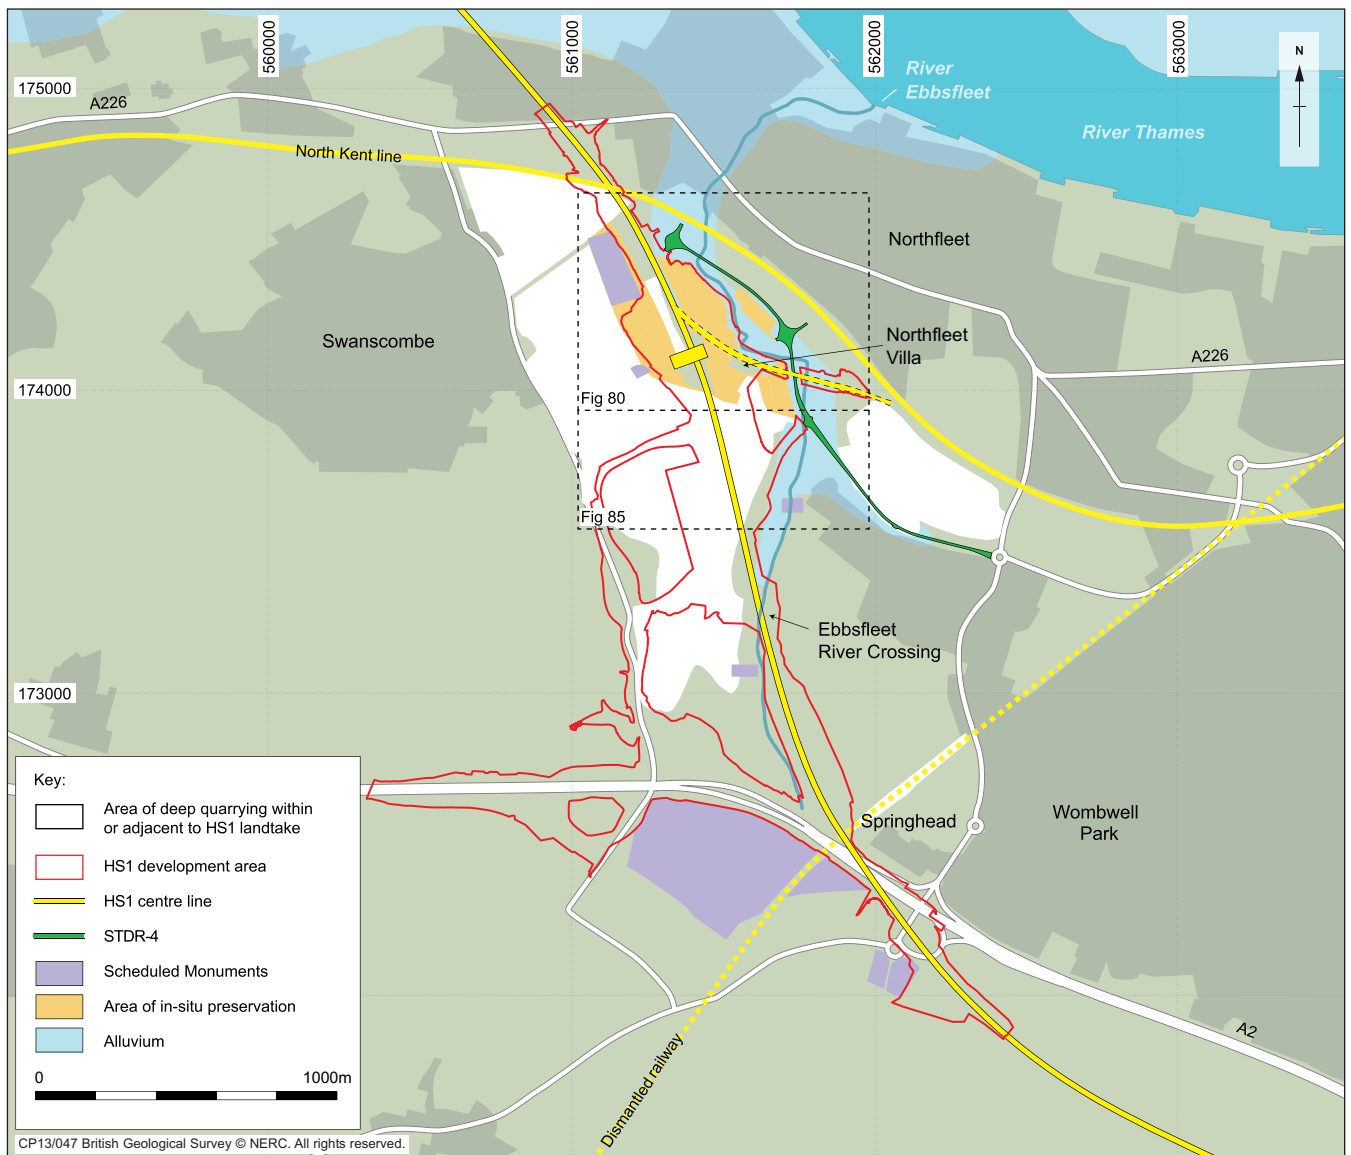 560000
561000
562000
563000
N
River
Ebbsfleet
175000
A226
River Thames
North Kent line
Northfleet
Swanscombe
Northfleet
Villa
A226
174000
Fig 80
Fig 85
Ebbsfleet
River Crossing
173000
Key:
Area of deep quarrying within
or adjacent to HS1 landtake
HS1 development area
HS1 centre line
STDR-4
Scheduled Monuments
Area of in-situ preservation
Alluvium
0 1000m
Springhead
Wombwell
Park
A2
Dismantled railway
CP13/047 British Geological Survey © NERC. All rights reserved.